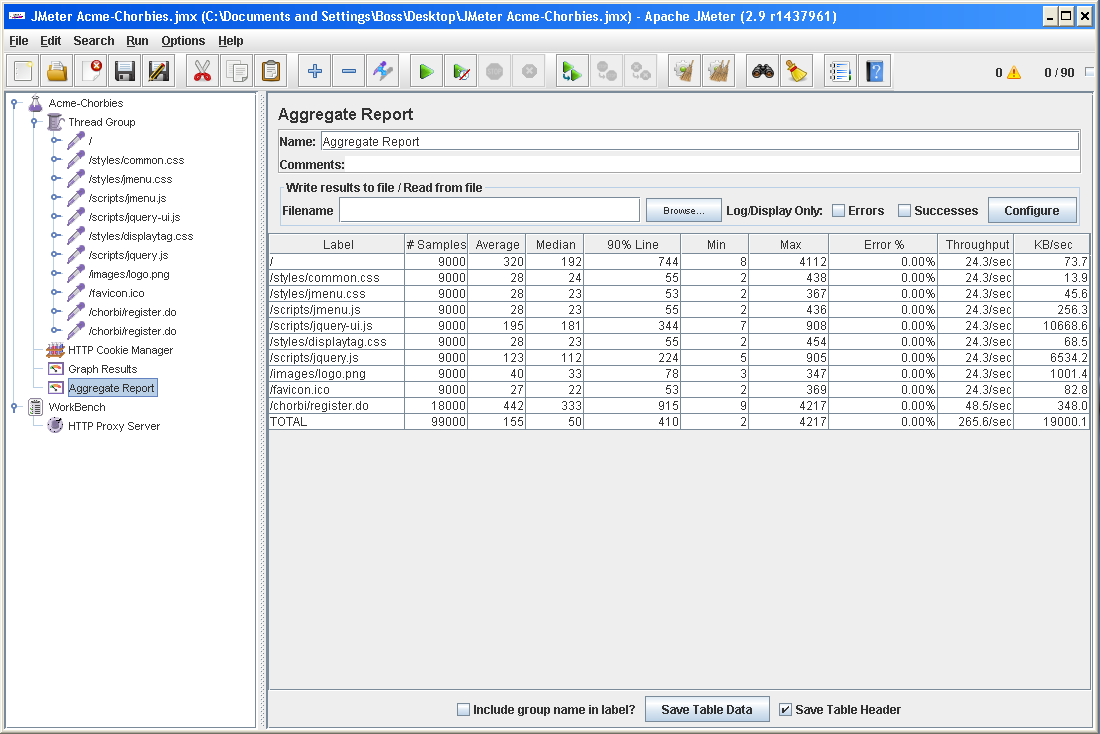 JMeter Acme-Chorbies.jmx (C:\Documents and Settings\Boss\Desktop\JMeter Acme-Chorbies.jmx) - Apache JMeter (2.9 r1437961)
File Edit Search Run Options Help
0 0 / 90
Acme-Chorbies
Thread Group
/
/styles/common.css
/styles/jmenu.css
/scripts/jmenu.js
/scripts/jquery-ui.js
/styles/displaytag.css
/scripts/jquery.js
/images/logo.png
/favicon.ico
/chorbi/register.do
/chorbi/register.do
HTTP Cookie Manager
Graph Results
Aggregate Report
WorkBench
HTTP Proxy Server
Aggregate Report
Name: Aggregate Report
Comments:
Write results to file / Read from file
Filename Browse... Log/Display Only: Errors Successes Configure
Label # Samples Average Median 90% Line Min Max Error % Throughput KB/sec
/ 9000 320 192 744 8 4112 0.00% 24.3/sec 73.7
/styles/common.css 9000 28 24 55 2 438 0.00% 24.3/sec 13.9
/styles/jmenu.css 9000 28 23 53 2 367 0.00% 24.3/sec 45.6
/scripts/jmenu.js 9000 28 23 55 2 436 0.00% 24.3/sec 256.3
/scripts/jquery-ui.js 9000 195 181 344 7 908 0.00% 24.3/sec 10668.6
/styles/displaytag.css 9000 28 22 55 2 454 0.00% 24.3/sec 68.5
/scripts/jquery.js 9000 123 112 224 5 905 0.00% 24.3/sec 6534.2
/images/logo.png 9000 40 33 78 3 347 0.00% 24.3/sec 1001.4
/favicon.ico 9000 27 22 53 2 369 0.00% 24.3/sec 82.8
/chorbi/register.do 18000 442 333 915 9 4217 0.00% 48.5/sec 348.0
TOTAL 99000 155 50 410 2 4217 0.00% 265.6/sec 19000.1
Include group name in label? Save Table Data Save Table Header